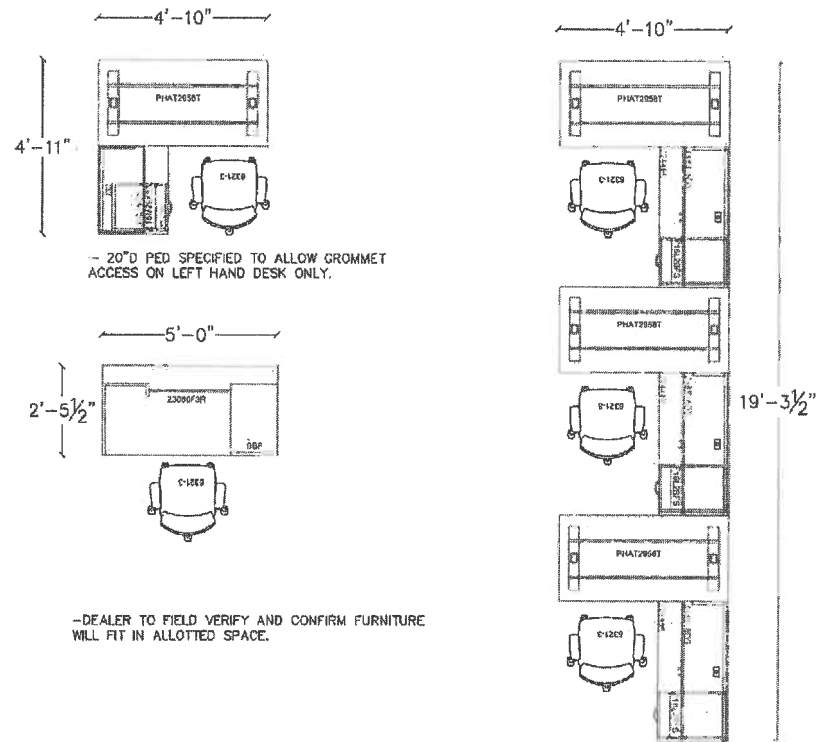 4'-10"
4'-11"
PHAT2958T
6321-3
- 20"D PED SPECIFIED TO ALLOW GROMMET
ACCESS ON LEFT HAND DESK ONLY.
5'-0"
2'-5½"
6321-3
-DEALER TO FIELD VERIFY AND CONFIRM FURNITURE
WILL FIT IN ALLOTTED SPACE.
4'-10"
PHAT2958T
6321-3
PHAT2958T
6321-3
19'-3½"
PHAT2958T
6321-3